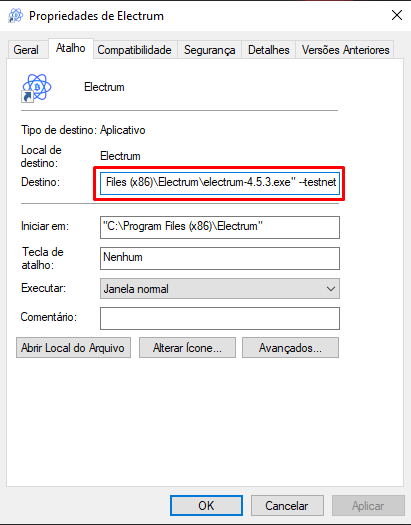 Propriedades de Electrum
Geral Atalho Compatibilidade Segurança Detalhes Versões Anteriores
Electrum
Tipo de destino: Aplicativo
Local de destino: Electrum
Destino: Files (x86)\Electrum\electrum-4.5.3.exe" --testnet
Iniciar em: "C:\Program Files (x86)\Electrum"
Tecla de atalho: Nenhum
Executar: Janela normal
Comentário:
Abrir Local do Arquivo Alterar Ícone... Avançados...
OK Cancelar Aplicar